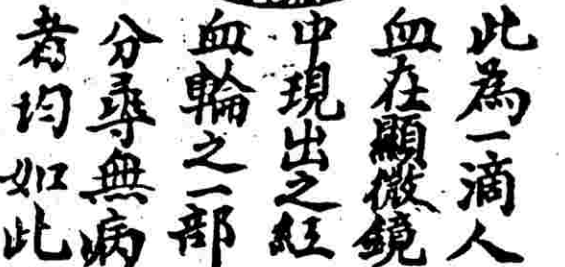 此為一滴人
血在顯微鏡
中現出之紅
血輪之一部
分尋無病
者均如此